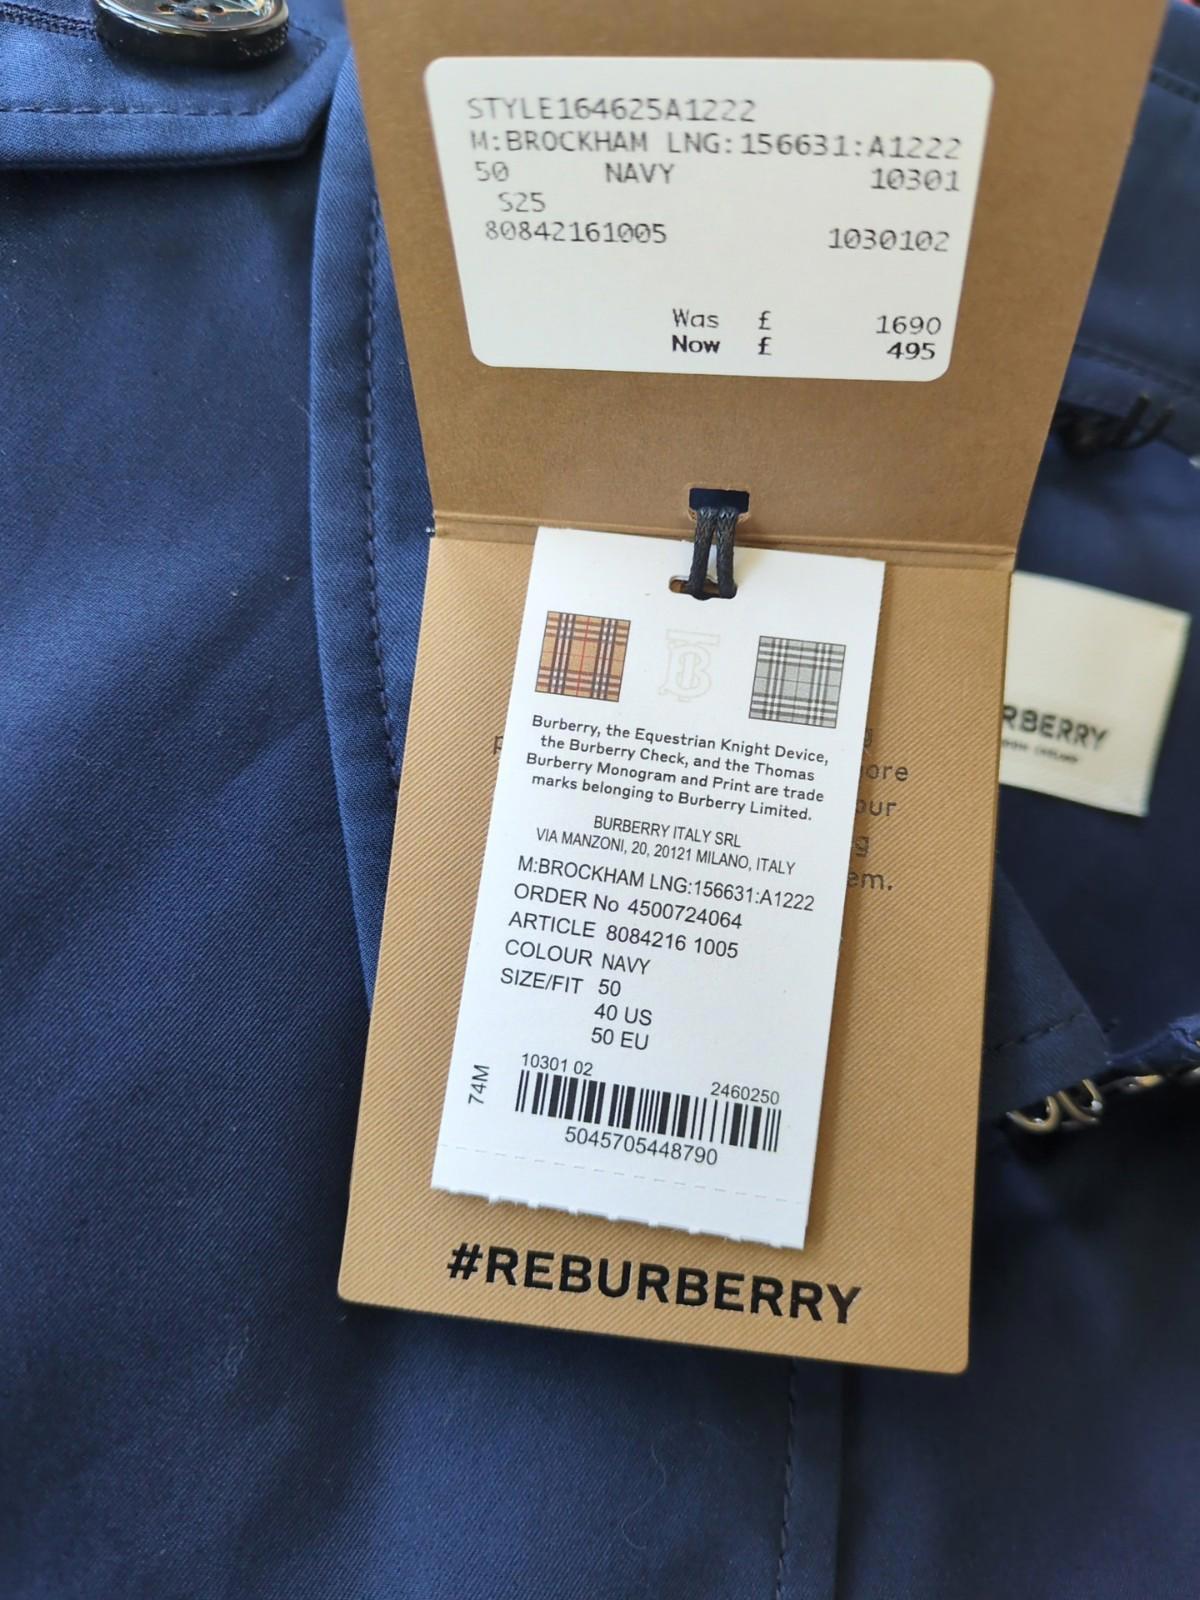 STYLE164625A1222
M:BROCKHAM LNG:156631:A1222
50 NAVY 10301
S25
80842161005 1030102
Was £ 1690
Now £ 495
Burberry, the Equestrian Knight Device,
the Burberry Check, and the Thomas
Burberry Monogram and Print are trade
marks belonging to Burberry Limited.
BURBERRY ITALY SRL
VIA MANZONI, 20, 20121 MILANO, ITALY
M:BROCKHAM LNG:156631:A1222
ORDER No 4500724064
ARTICLE 8084216 1005
COLOUR NAVY
SIZE/FIT 50
40 US
50 EU
74M
10301 02 2460250
5045705448790
#REBURBERRY
RBERRY